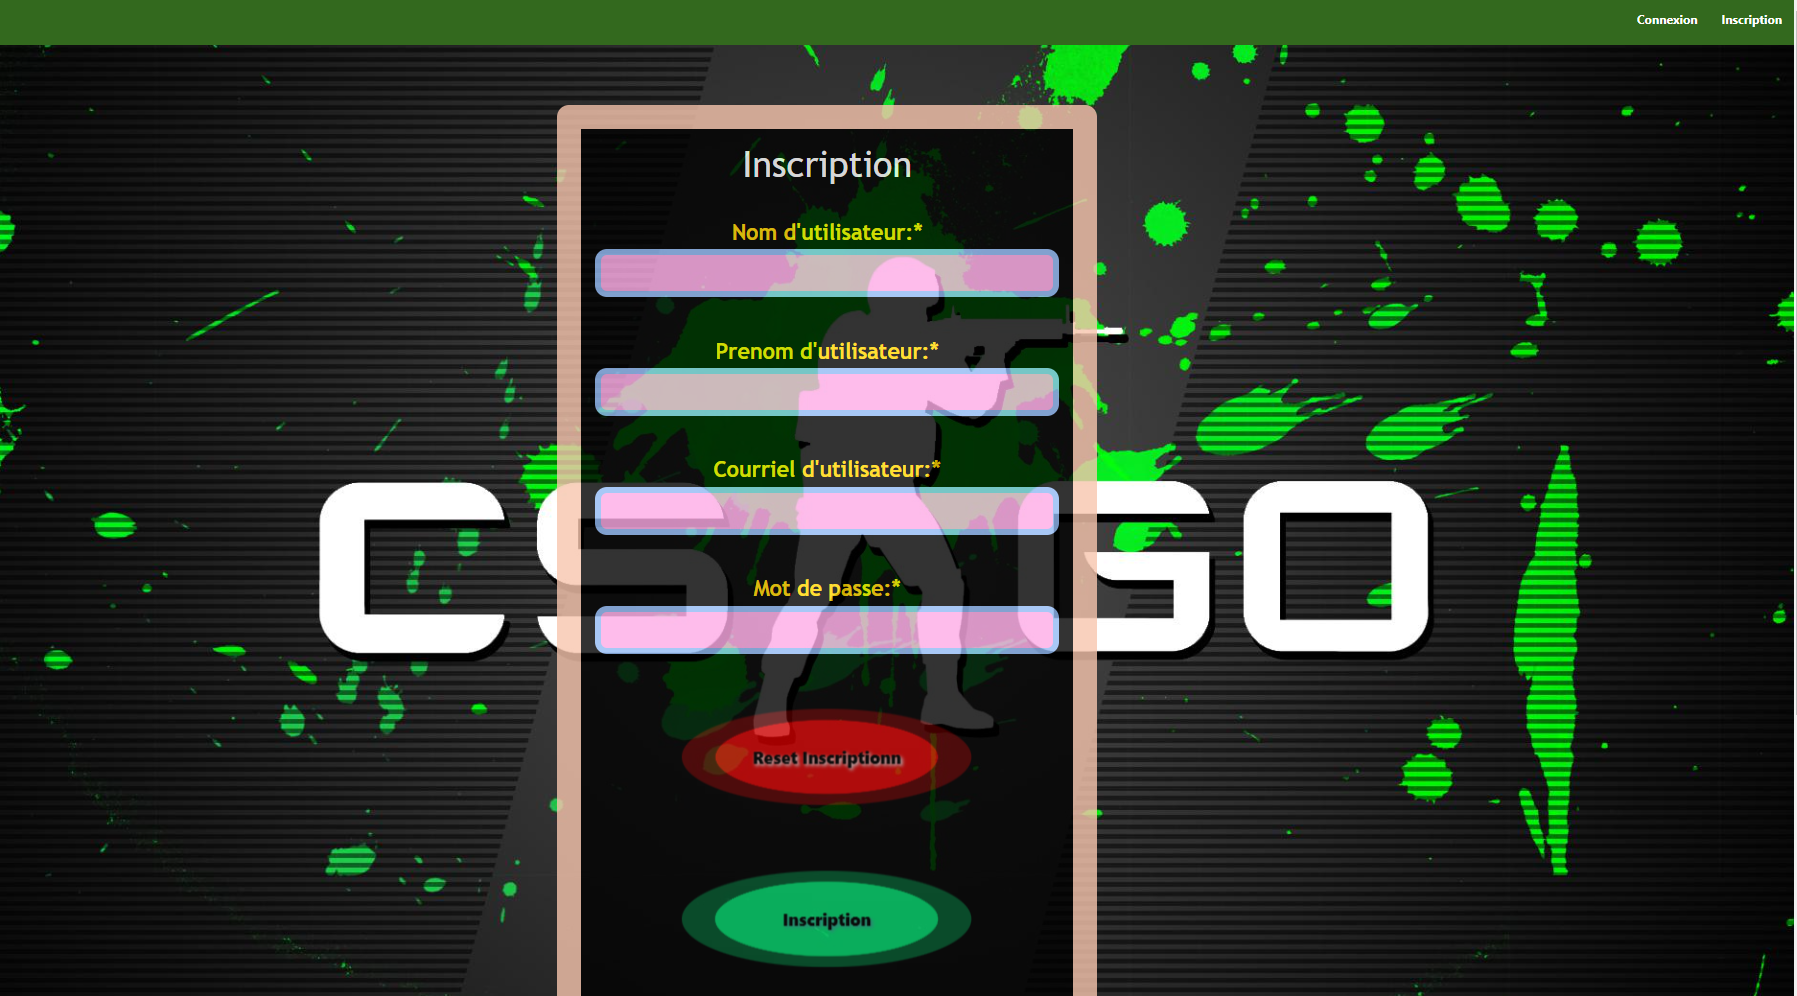 Connexion Inscription
Inscription
Nom d'utilisateur:*
Prenom d'utilisateur:*
Courriel d'utilisateur:*
CS GO
Mot de passe:*
Reset Inscriptionn
Inscription